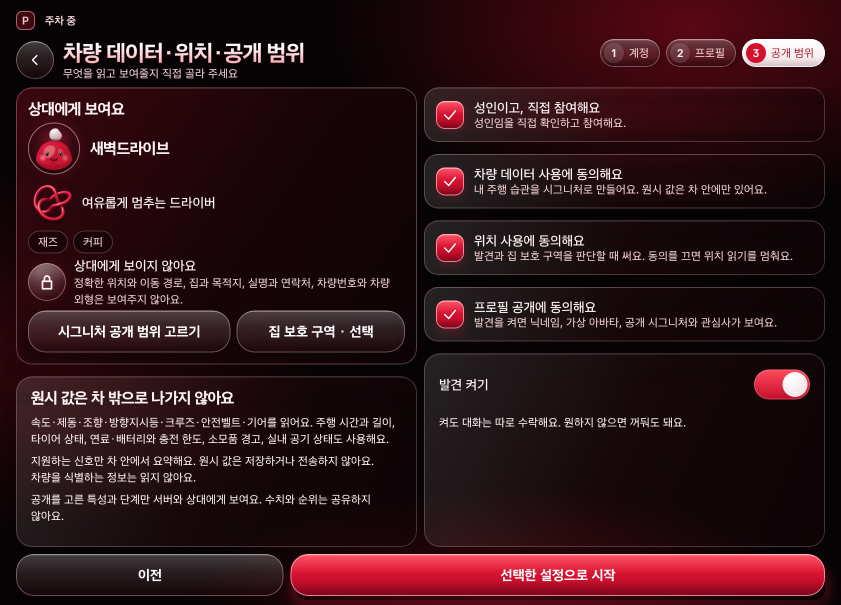 P 주차 중
차량 데이터·위치·공개 범위
무엇을 읽고 보여줄지 직접 골라 주세요
1 계정
2 프로필
3 공개 범위
상대에게 보여요
새벽드라이브
여유롭게 멈추는 드라이버
재즈
커피
상대에게 보이지 않아요
정확한 위치와 이동 경로, 집과 목적지, 실명과 연락처, 차량번호와 차량
외형은 보여주지 않아요.
시그니처 공개 범위 고르기
집 보호 구역 · 선택
원시 값은 차 밖으로 나가지 않아요
속도·제동·조향·방향지시등·크루즈·안전벨트·기어를 읽어요. 주행 시간과 길이,
타이어 상태, 연료·배터리와 충전 한도, 소모품 경고, 실내 공기 상태도 사용해요.
지원하는 신호만 차 안에서 요약해요. 원시 값은 저장하거나 전송하지 않아요.
차량을 식별하는 정보는 읽지 않아요.
공개를 고른 특성과 단계만 서버와 상대에게 보여요. 수치와 순위는 공유하지
않아요.
성인이고, 직접 참여해요
성인임을 직접 확인하고 참여해요.
차량 데이터 사용에 동의해요
내 주행 습관을 시그니처로 만들어요. 원시 값은 차 안에만 있어요.
위치 사용에 동의해요
발견과 집 보호 구역을 판단할 때 써요. 동의를 끄면 위치 읽기를 멈춰요.
프로필 공개에 동의해요
발견을 켜면 닉네임, 가상 아바타, 공개 시그니처와 관심사가 보여요.
발견 켜기
켜도 대화는 따로 수락해요. 원하지 않으면 꺼둬도 돼요.
이전
선택한 설정으로 시작